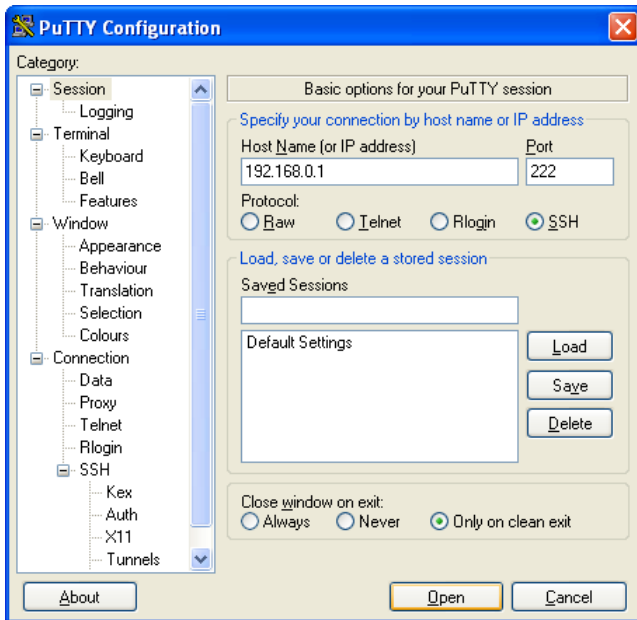 PuTTY Configuration
Category:
Session
Logging
Terminal
Keyboard
Bell
Features
Window
Appearance
Behaviour
Translation
Selection
Colours
Connection
Data
Proxy
Telnet
Rlogin
SSH
Kex
Auth
X11
Tunnels
Basic options for your PuTTY session
Specify your connection by host name or IP address
Host Name (or IP address) Port
192.168.0.1 222
Protocol:
Raw Telnet Rlogin SSH
Load, save or delete a stored session
Saved Sessions
Default Settings
Load
Save
Delete
Close window on exit:
Always Never Only on clean exit
About Open Cancel